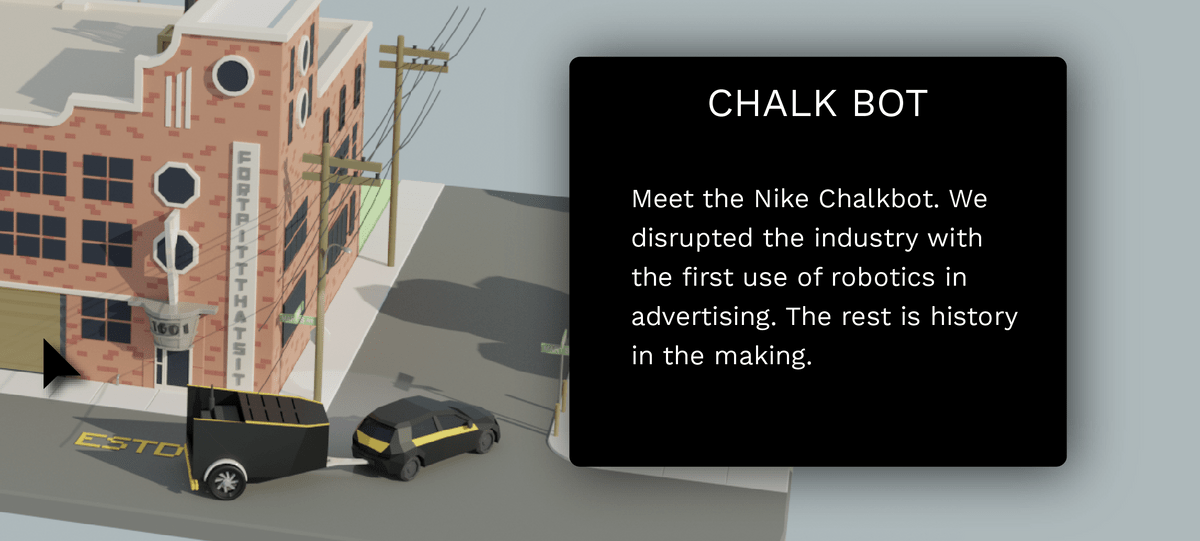 CHALK BOT
Meet the Nike Chalkbot. We
disrupted the industry with
the first use of robotics in
advertising. The rest is history
in the making.
FORTPITTTHATSIT
1601
ESTD